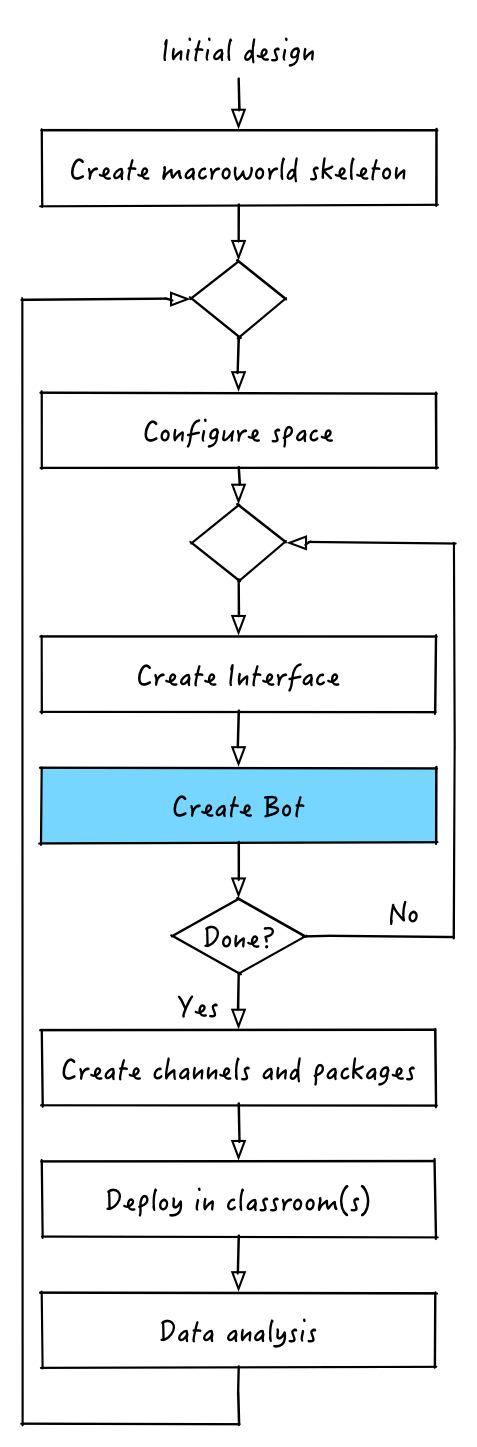 Initial design
Create macroworld skeleton
Configure space
Create Interface
Create Bot
Done?
No
Yes
Create channels and packages
Deploy in classroom(s)
Data analysis